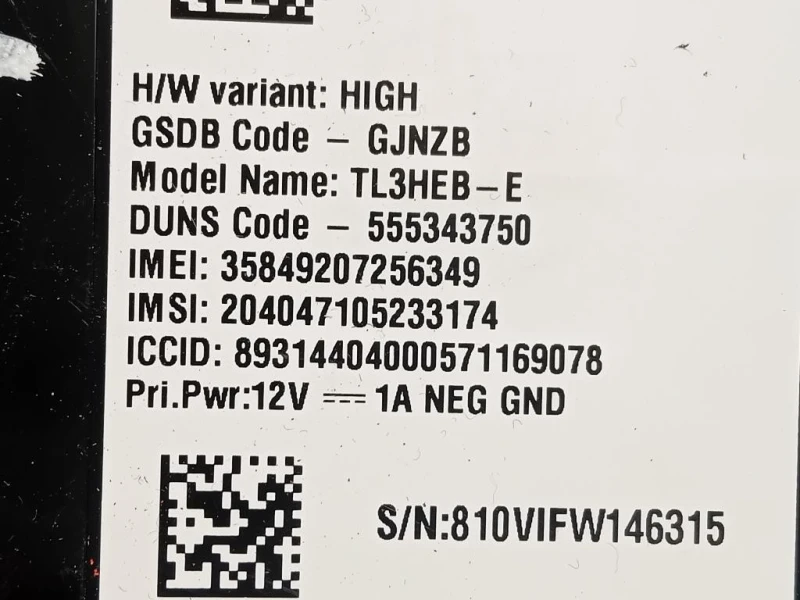 H/W variant: HIGH
GSDB Code – GJNZB
Model Name: TL3HEB–E
DUNS Code – 555343750
IMEI: 35849207256349
IMSI: 204047105233174
ICCID: 89314404000571169078
Pri.Pwr:12V ⎓ 1A NEG GND
S/N:810VIFW146315